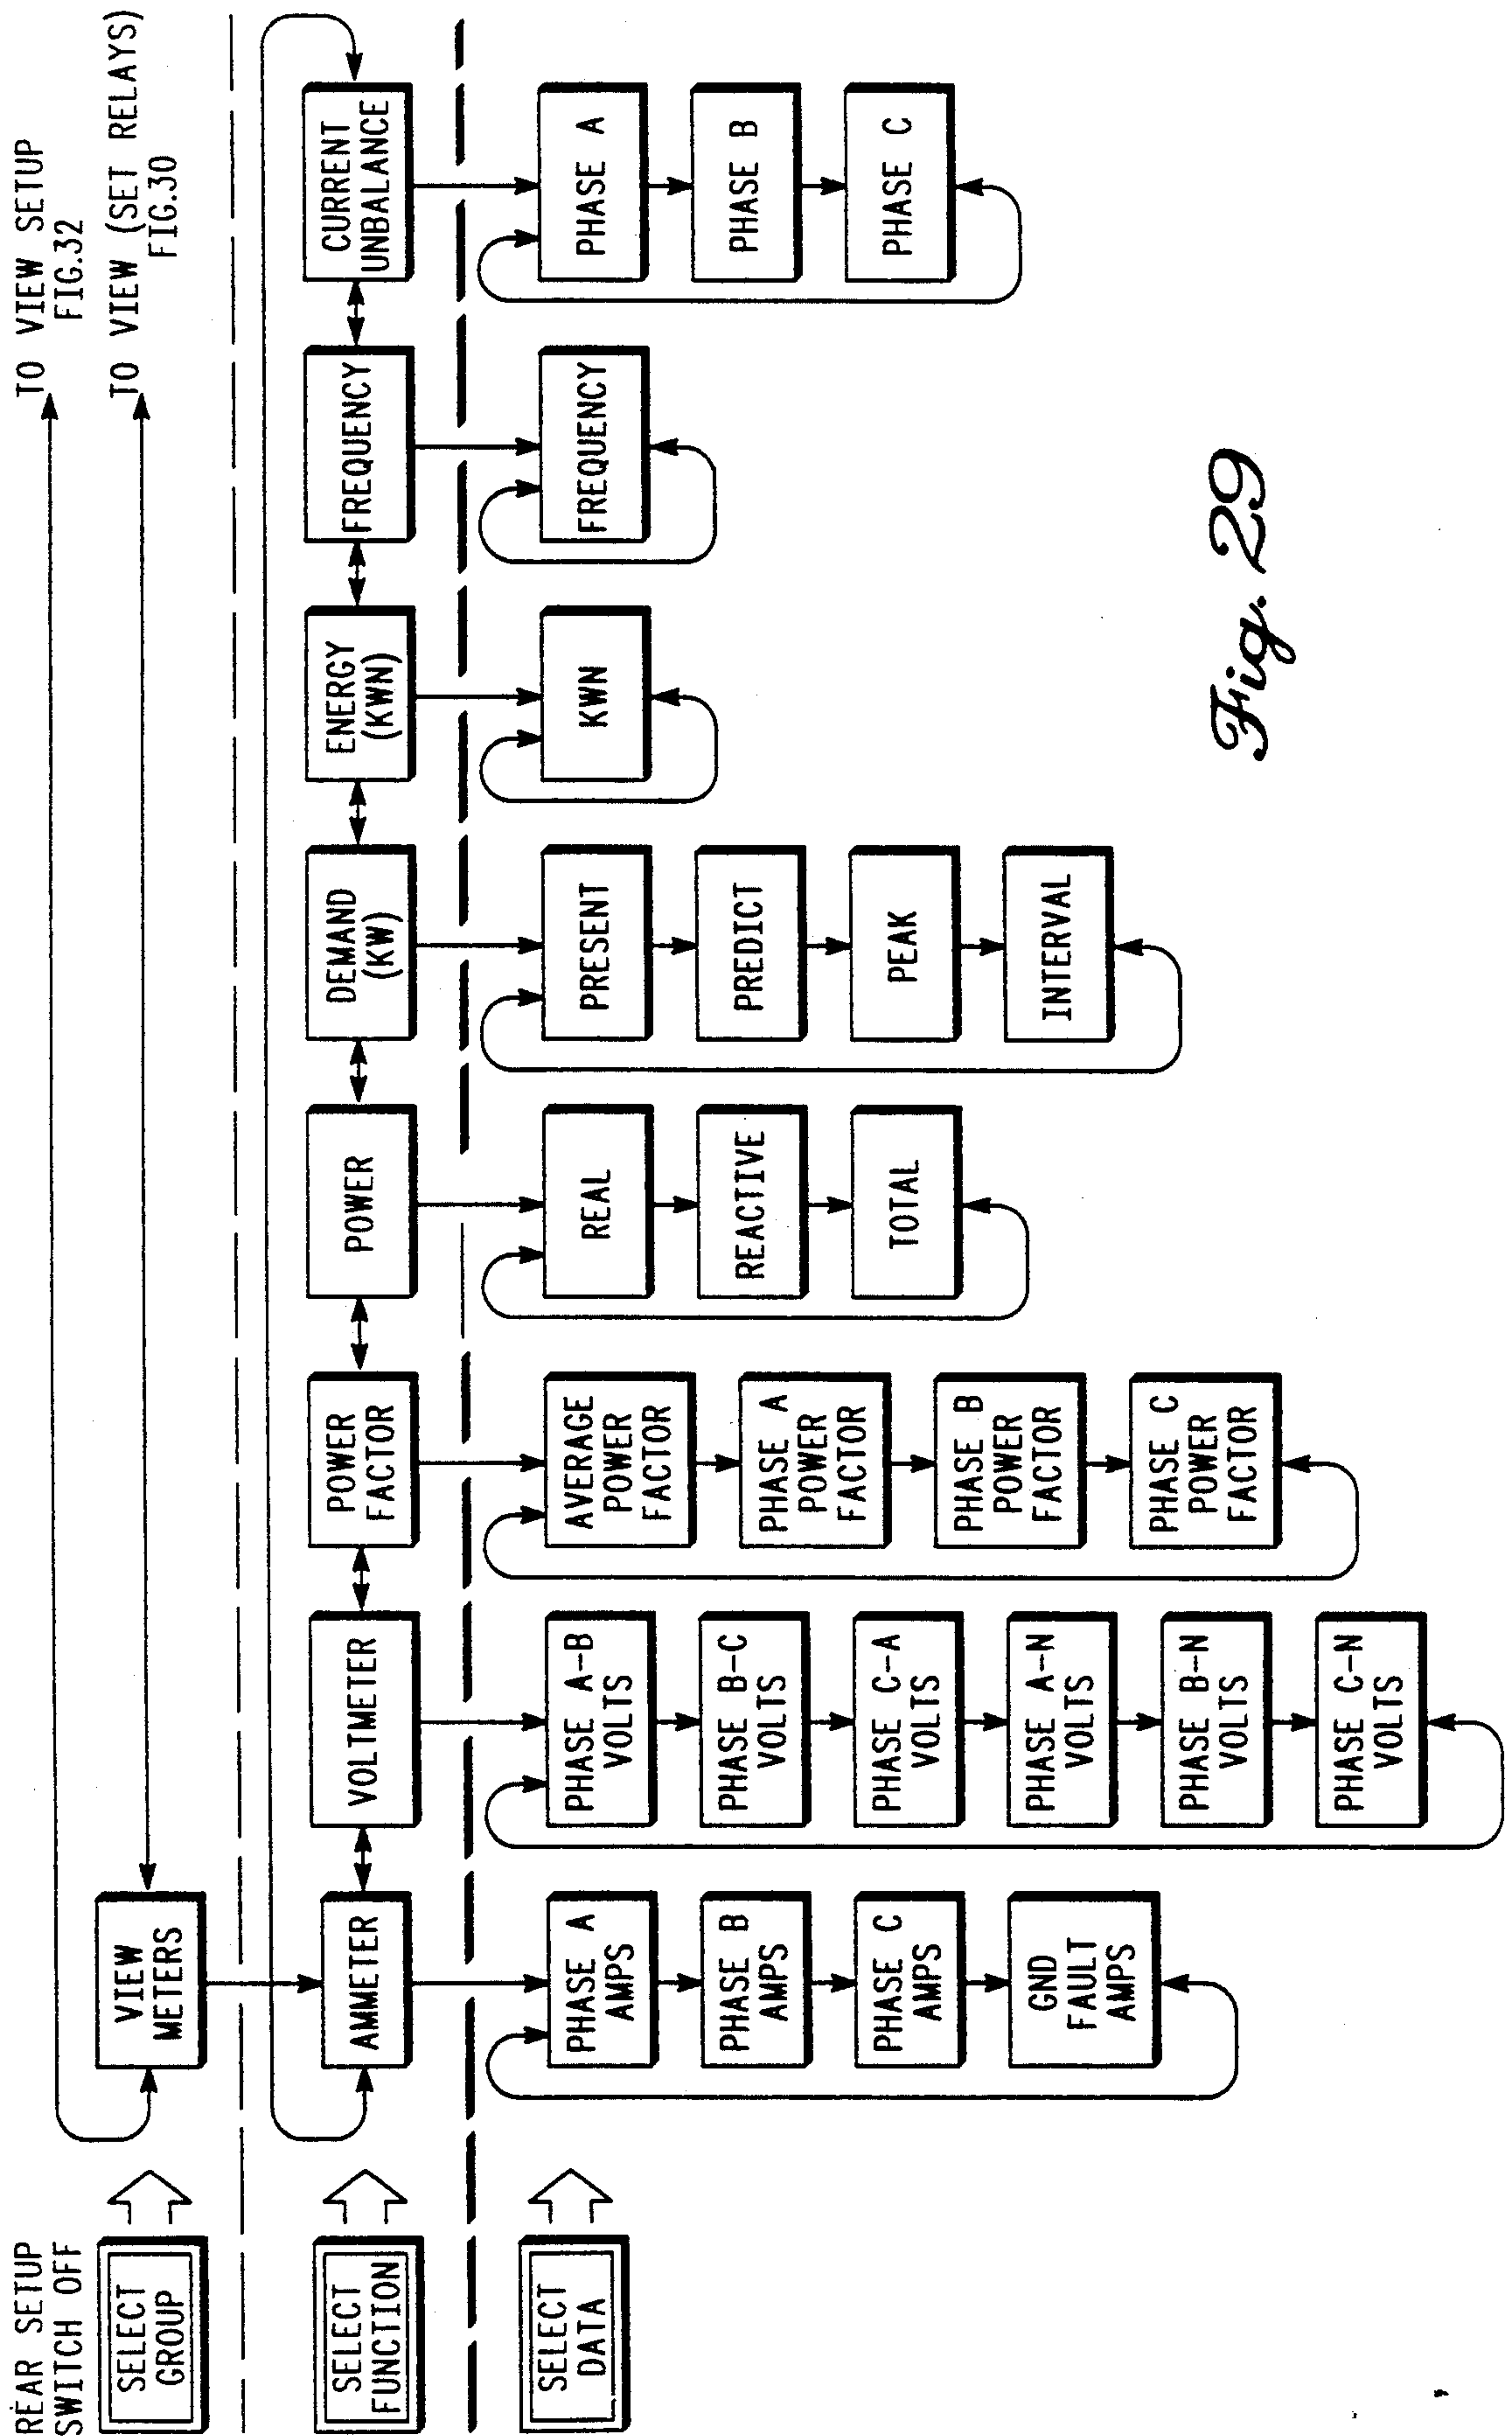 REAR SETUP
SWITCH OFF
SELECT
GROUP
VIEW
METERS
TO VIEW SETUP
FIG.32
TO VIEW (SET RELAYS)
FIG.30
SELECT
FUNCTION
AMMETER
VOLTMETER
POWER
FACTOR
POWER
DEMAND
(KW)
ENERGY
(KWN)
FREQUENCY
CURRENT
UNBALANCE
SELECT
DATA
PHASE A
AMPS
PHASE B
AMPS
PHASE C
AMPS
GND
FAULT
AMPS
PHASE A-B
VOLTS
PHASE B-C
VOLTS
PHASE C-A
VOLTS
PHASE A-N
VOLTS
PHASE B-N
VOLTS
PHASE C-N
VOLTS
AVERAGE
POWER
FACTOR
PHASE A
POWER
FACTOR
PHASE B
POWER
FACTOR
PHASE C
POWER
FACTOR
REAL
REACTIVE
TOTAL
PRESENT
PREDICT
PEAK
INTERVAL
KWN
FREQUENCY
PHASE A
PHASE B
PHASE C
Fig. 29